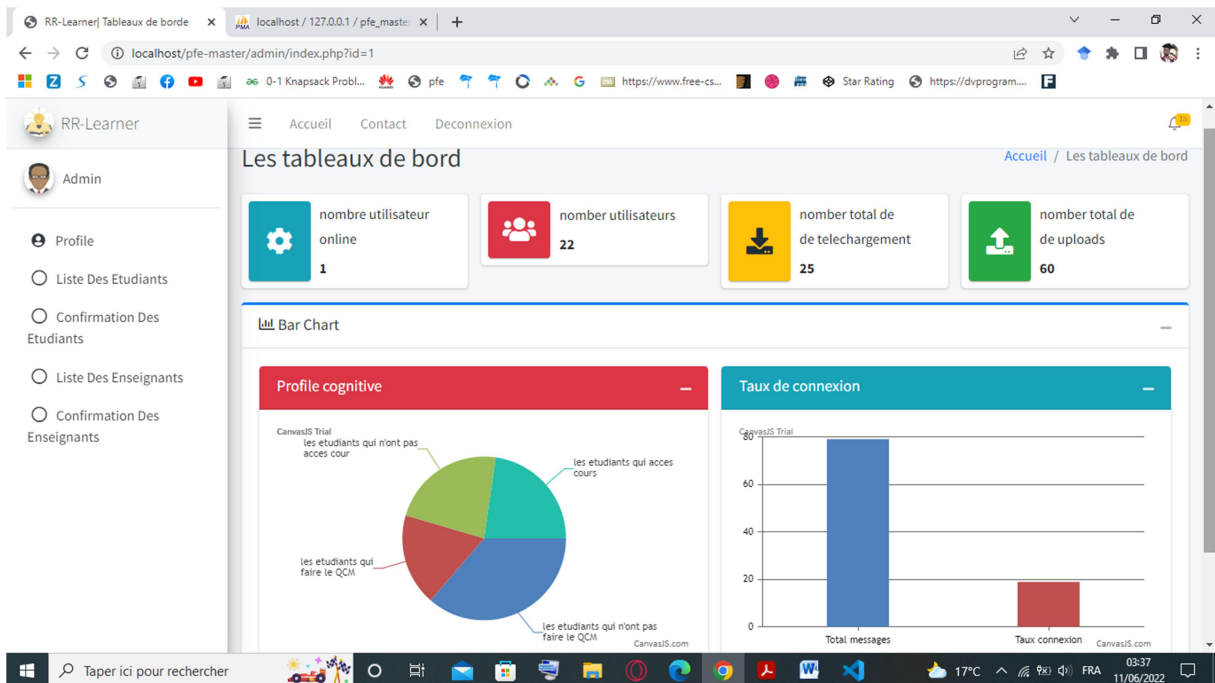 RR-Learner| Tableaux de borde
localhost / 127.0.0.1 / pfe_maste
localhost/pfe-master/admin/index.php?id=1
0-1 Knapsack Probl...
pfe
https://www.free-cs...
Star Rating
https://dvprogram....
RR-Learner
Accueil
Contact
Deconnexion
15
Admin
Les tableaux de bord
Accueil / Les tableaux de bord
Profile
Liste Des Etudiants
Confirmation Des
Etudiants
Liste Des Enseignants
Confirmation Des
Enseignants
nombre utilisateur
online
1
nomber utilisateurs
22
nomber total de
de telechargement
25
nomber total de
de uploads
60
Bar Chart
Profile cognitive
CanvasJS Trial
les etudiants qui n'ont pas
acces cour
les etudiants qui acces
cours
les etudiants qui
faire le QCM
les etudiants qui n'ont pas
faire le QCM
CanvasJS.com
Taux de connexion
CanvasJS Trial
80
60
40
20
0
Total messages
Taux connexion
CanvasJS.com
Taper ici pour rechercher
17°C
FRA
03:37
11/06/2022